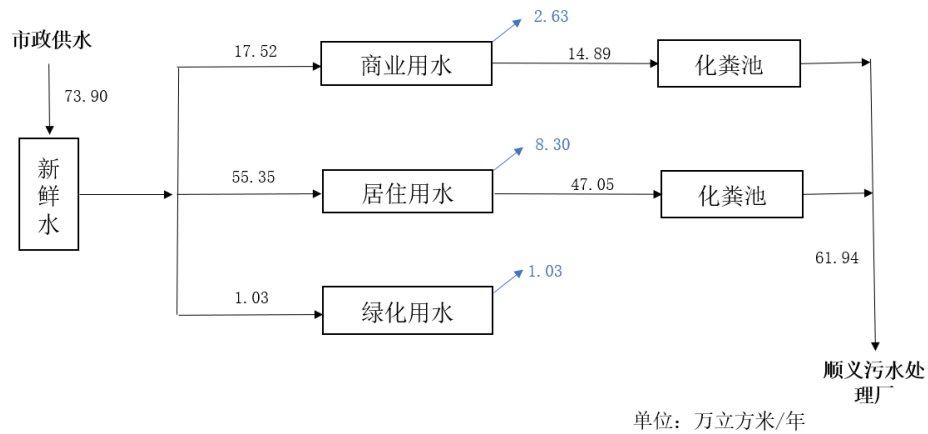 市政供水
73.90
新
鲜
水
17.52
商业用水
2.63
14.89
化粪池
55.35
居住用水
8.30
47.05
化粪池
1.03
绿化用水
1.03
61.94
顺义污水处
理厂
单位：万立方米/年